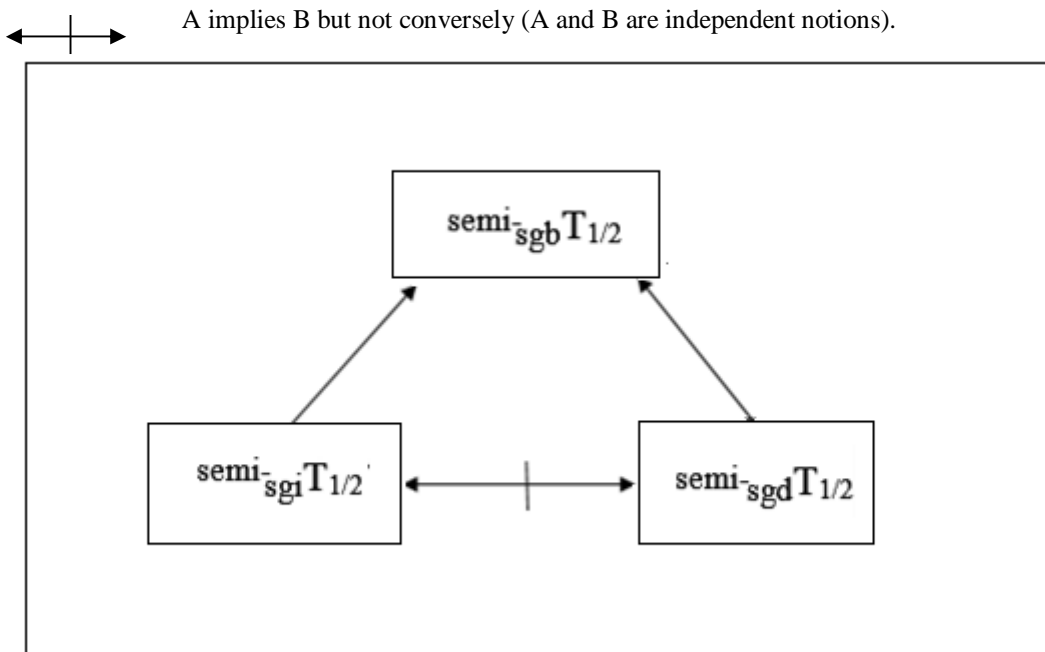 A implies B but not conversely (A and B are independent notions).
semi-sgbT1/2
semi-sgiT1/2
semi-sgdT1/2